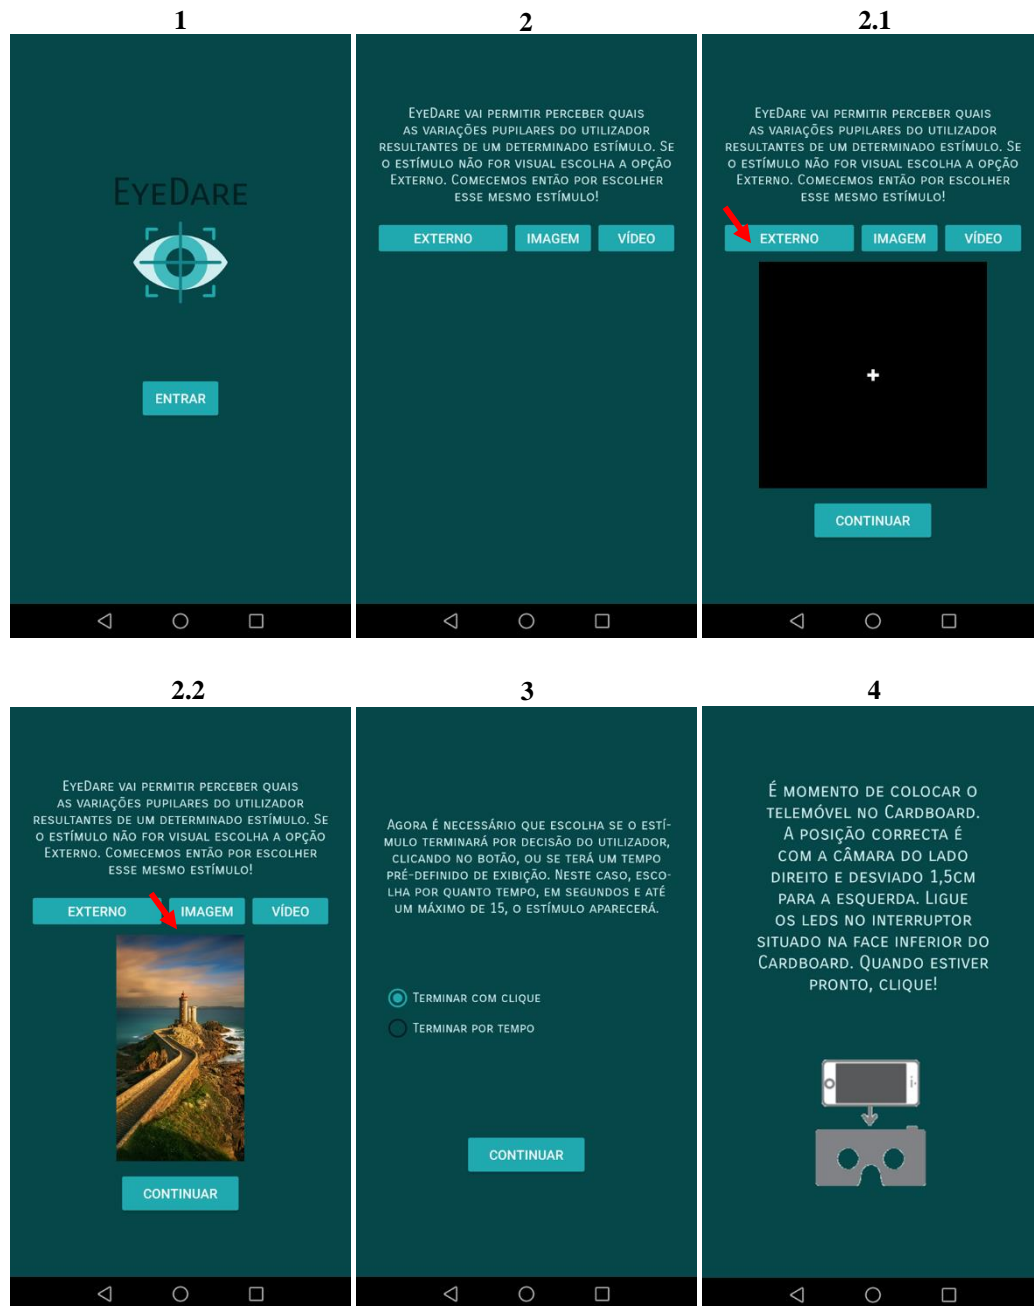 1
EYEDARE
ENTRAR
2
EYEDARE VAI PERMITIR PERCEBER QUAIS
AS VARIAÇÕES PUPILARES DO UTILIZADOR
RESULTANTES DE UM DETERMINADO ESTÍMULO. SE
O ESTÍMULO NÃO FOR VISUAL ESCOLHA A OPÇÃO
EXTERNO. COMECEMOS ENTÃO POR ESCOLHER
ESSE MESMO ESTÍMULO!
EXTERNO IMAGEM VÍDEO
2.1
EYEDARE VAI PERMITIR PERCEBER QUAIS
AS VARIAÇÕES PUPILARES DO UTILIZADOR
RESULTANTES DE UM DETERMINADO ESTÍMULO. SE
O ESTÍMULO NÃO FOR VISUAL ESCOLHA A OPÇÃO
EXTERNO. COMECEMOS ENTÃO POR ESCOLHER
ESSE MESMO ESTÍMULO!
EXTERNO IMAGEM VÍDEO
+
CONTINUAR
2.2
EYEDARE VAI PERMITIR PERCEBER QUAIS
AS VARIAÇÕES PUPILARES DO UTILIZADOR
RESULTANTES DE UM DETERMINADO ESTÍMULO. SE
O ESTÍMULO NÃO FOR VISUAL ESCOLHA A OPÇÃO
EXTERNO. COMECEMOS ENTÃO POR ESCOLHER
ESSE MESMO ESTÍMULO!
EXTERNO IMAGEM VÍDEO
CONTINUAR
3
AGORA É NECESSÁRIO QUE ESCOLHA SE O ESTÍ-
MULO TERMINARÁ POR DECISÃO DO UTILIZADOR,
CLICANDO NO BOTÃO, OU SE TERÁ UM TEMPO
PRÉ-DEFINIDO DE EXIBIÇÃO. NESTE CASO, ESCO-
LHA POR QUANTO TEMPO, EM SEGUNDOS E ATÉ
UM MÁXIMO DE 15, O ESTÍMULO APARECERÁ.
TERMINAR COM CLIQUE
TERMINAR POR TEMPO
CONTINUAR
4
É MOMENTO DE COLOCAR O
TELEMÓVEL NO CARDBOARD.
A POSIÇÃO CORRECTA É
COM A CÂMARA DO LADO
DIREITO E DESVIADO 1,5CM
PARA A ESQUERDA. LIGUE
OS LEDS NO INTERRUPTOR
SITUADO NA FACE INFERIOR DO
CARDBOARD. QUANDO ESTIVER
PRONTO, CLIQUE!